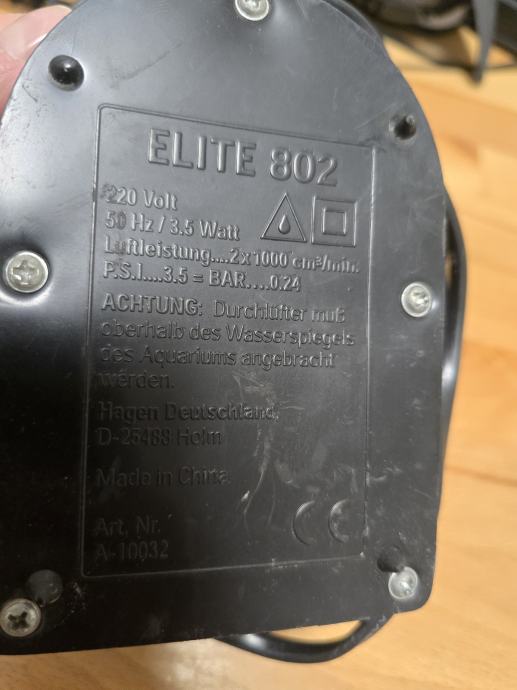 ELITE 802
220 Volt
50 Hz / 3.5 Watt
Luftleistung....2x1000 cm³/min.
P.S.I....3.5 = BAR....0.24
ACHTUNG: Durchlüfter muß
oberhalb des Wasserspiegels
des Aquariums angebracht
werden.
Hagen Deutschland,
D-25488 Holm
Made in China
CE
Art. Nr.
A-10032